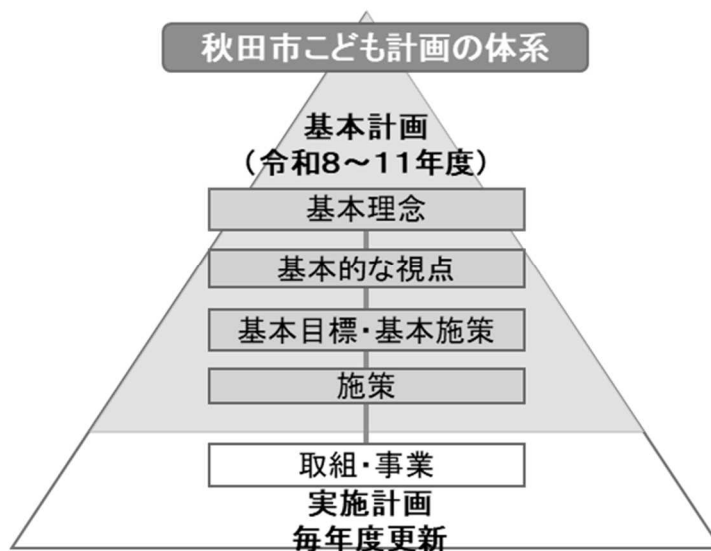 秋田市こども計画の体系
基本計画
（令和8～11年度）
基本理念
基本的な視点
基本目標・基本施策
施策
取組・事業
実施計画
毎年度更新